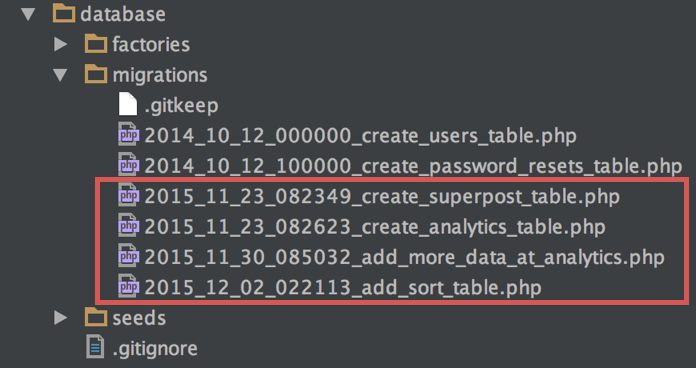 database
factories
migrations
.gitkeep
php 2014_10_12_000000_create_users_table.php
php 2014_10_12_100000_create_password_resets_table.php
php 2015_11_23_082349_create_superpost_table.php
php 2015_11_23_082623_create_analytics_table.php
php 2015_11_30_085032_add_more_data_at_analytics.php
php 2015_12_02_022113_add_sort_table.php
seeds
.gitignore